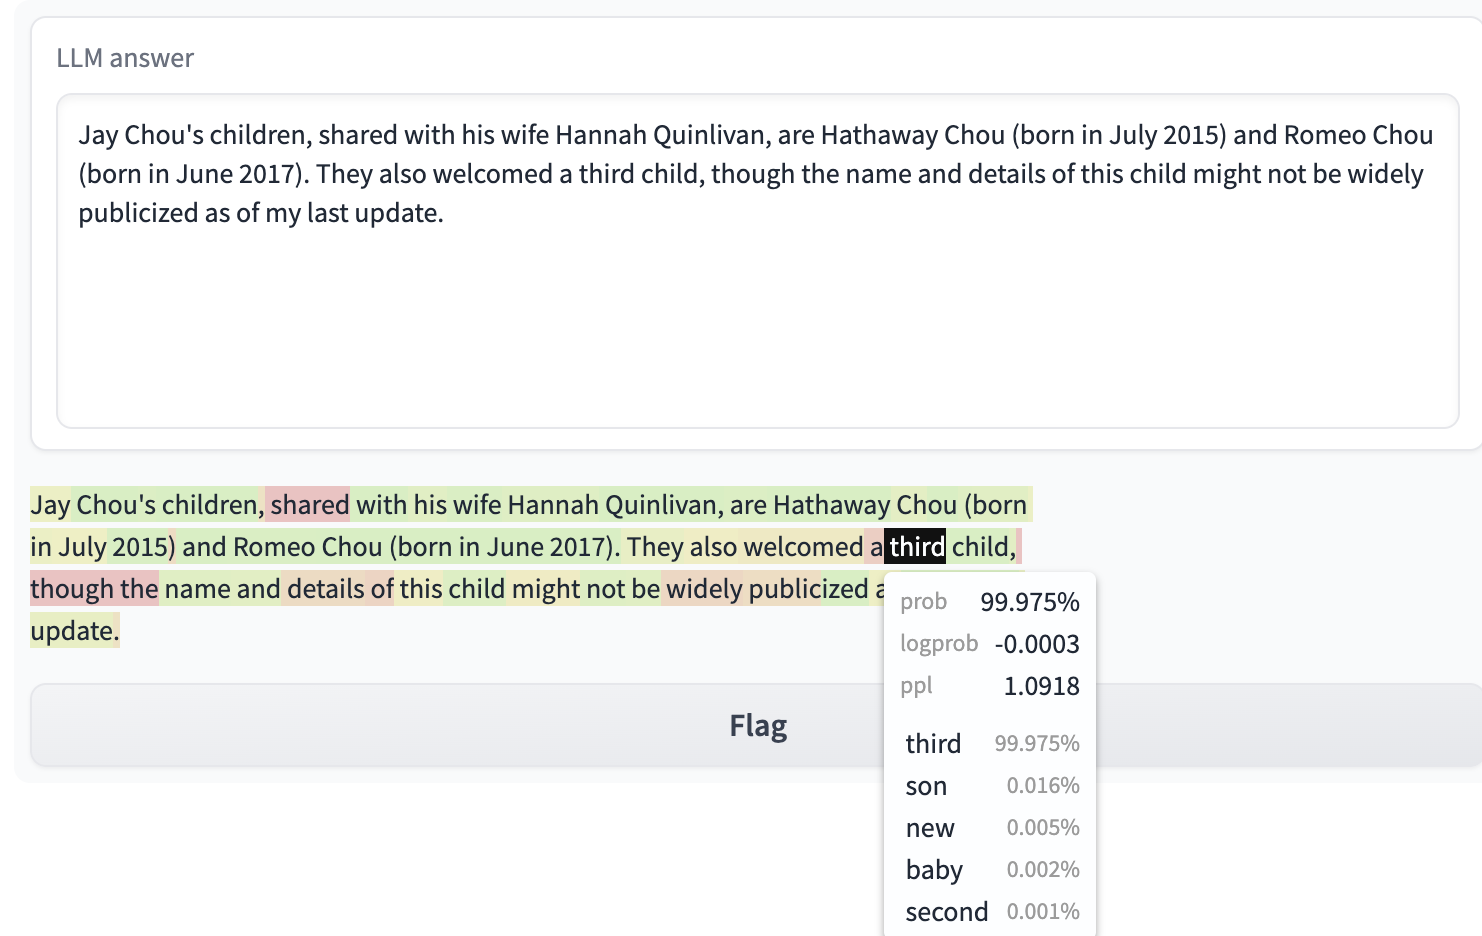 LLM answer
Jay Chou's children, shared with his wife Hannah Quinlivan, are Hathaway Chou (born in July 2015) and Romeo Chou
(born in June 2017). They also welcomed a third child, though the name and details of this child might not be widely
publicized as of my last update.
Jay Chou's children, shared with his wife Hannah Quinlivan, are Hathaway Chou (born
in July 2015) and Romeo Chou (born in June 2017). They also welcomed a third child,
though the name and details of this child might not be widely publicized a
update.
prob 99.975%
logprob -0.0003
ppl 1.0918
Flag
third 99.975%
son 0.016%
new 0.005%
baby 0.002%
second 0.001%